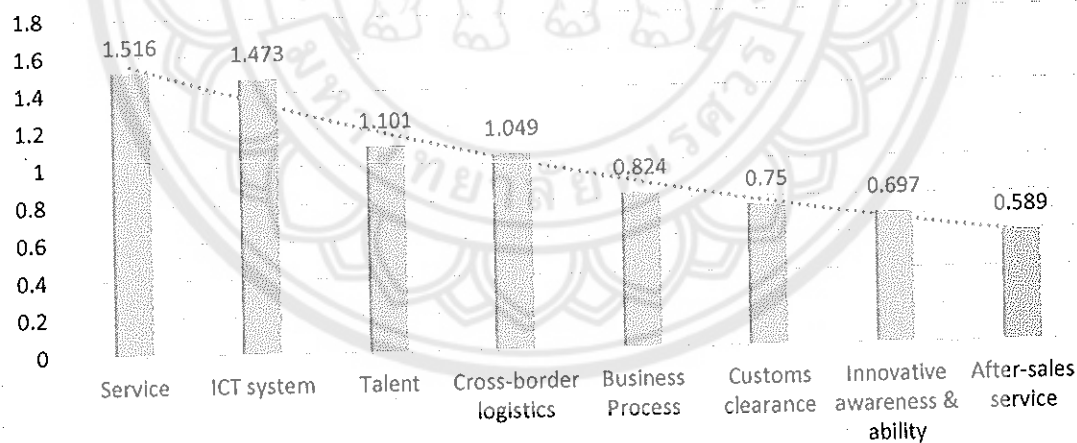 1.8
1.6
1.4
1.2
1
0.8
0.6
0.4
0.2
0
1.516
1.473
1.101
1.049
0.824
0.75
0.697
0.589
Service
ICT system
Talent
Cross-border
logistics
Business
Process
Customs
clearance
Innovative
awareness &
ability
After-sales
service